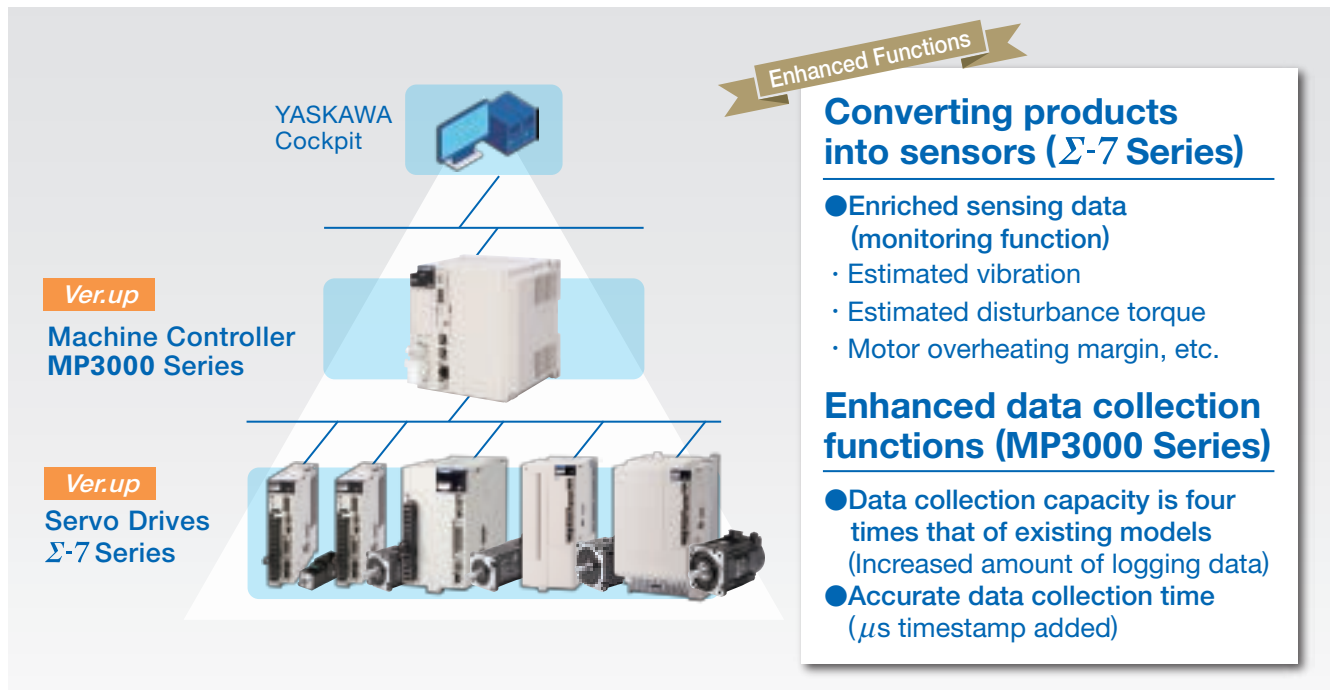 YASKAWA
Cockpit
Ver.up
Machine Controller
MP3000 Series
Ver.up
Servo Drives
Σ-7 Series
Enhanced Functions
Converting products
into sensors (Σ-7 Series)
●Enriched sensing data
(monitoring function)
・Estimated vibration
・Estimated disturbance torque
・Motor overheating margin, etc.
Enhanced data collection
functions (MP3000 Series)
●Data collection capacity is four
times that of existing models
(Increased amount of logging data)
●Accurate data collection time
(μs timestamp added)